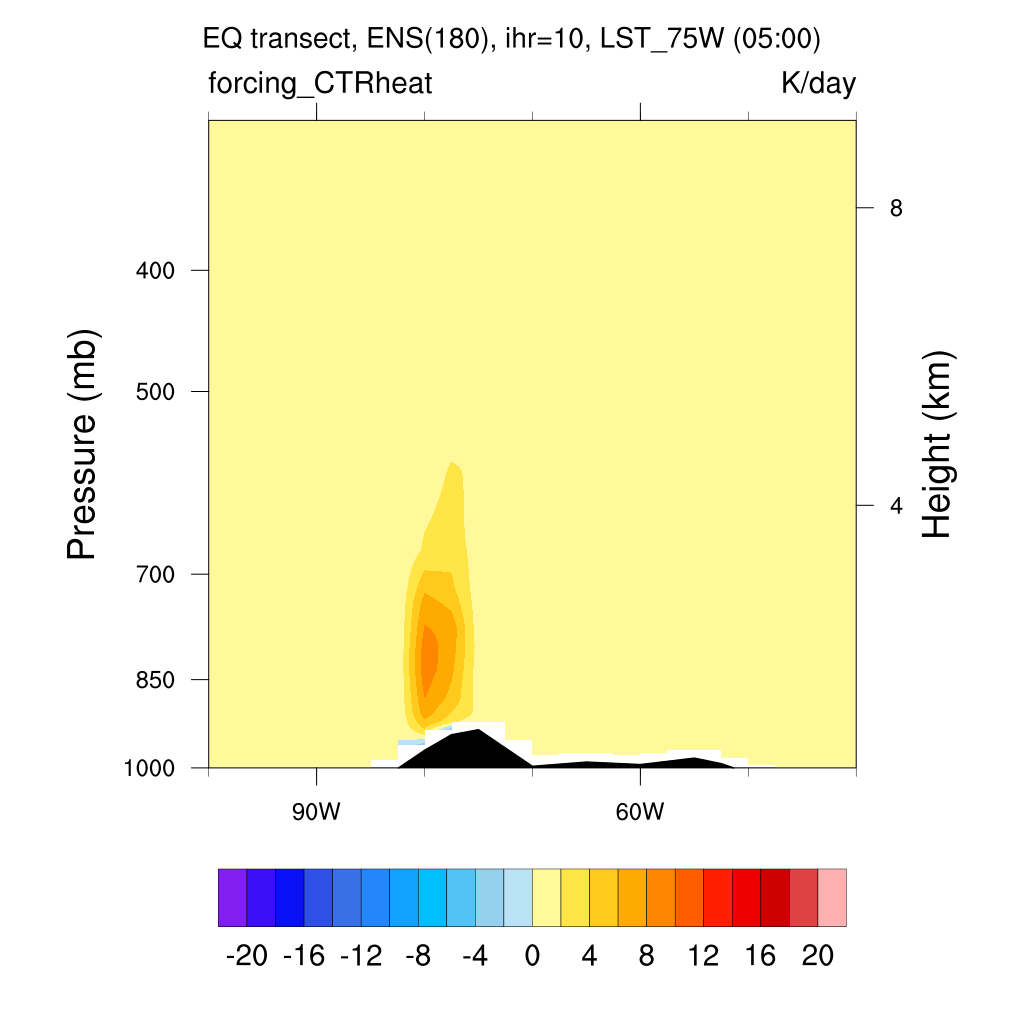 EQ transect, ENS(180), ihr=10, LST_75W (05:00)
forcing_CTRheat K/day
8
400
500
4
700
850
1000
Pressure (mb)
Height (km)
90W 60W
-20 -16 -12 -8 -4 0 4 8 12 16 20